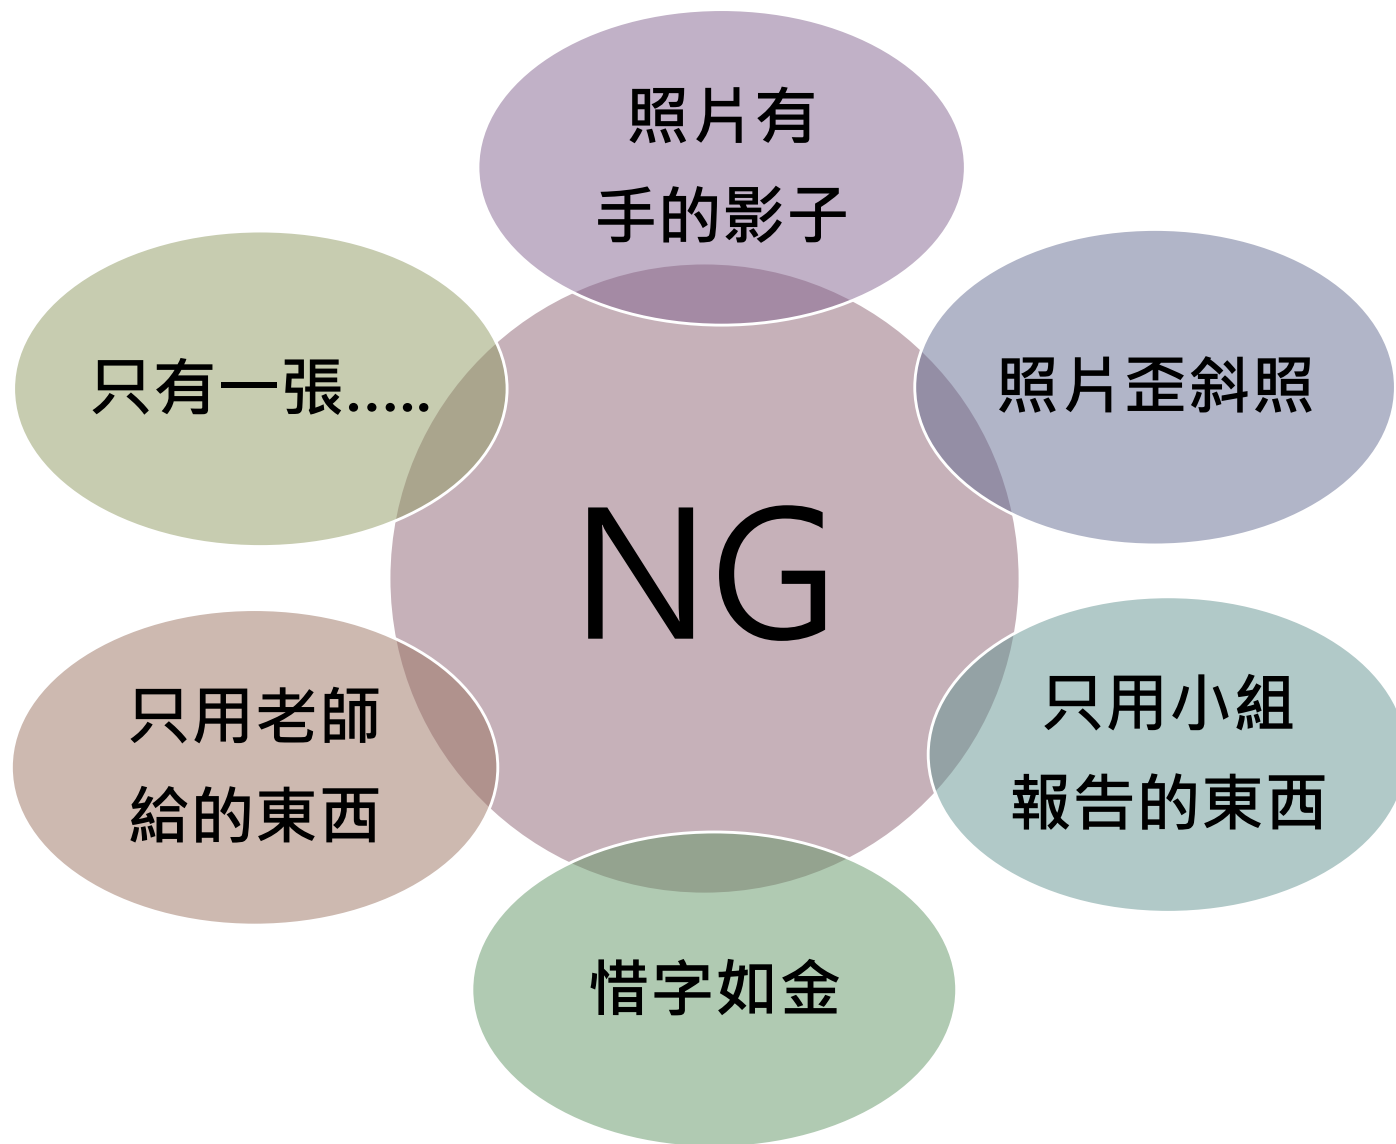 照片有
手的影子
只有一張.....
照片歪斜照
NG
只用老師
給的東西
只用小組
報告的東西
惜字如金